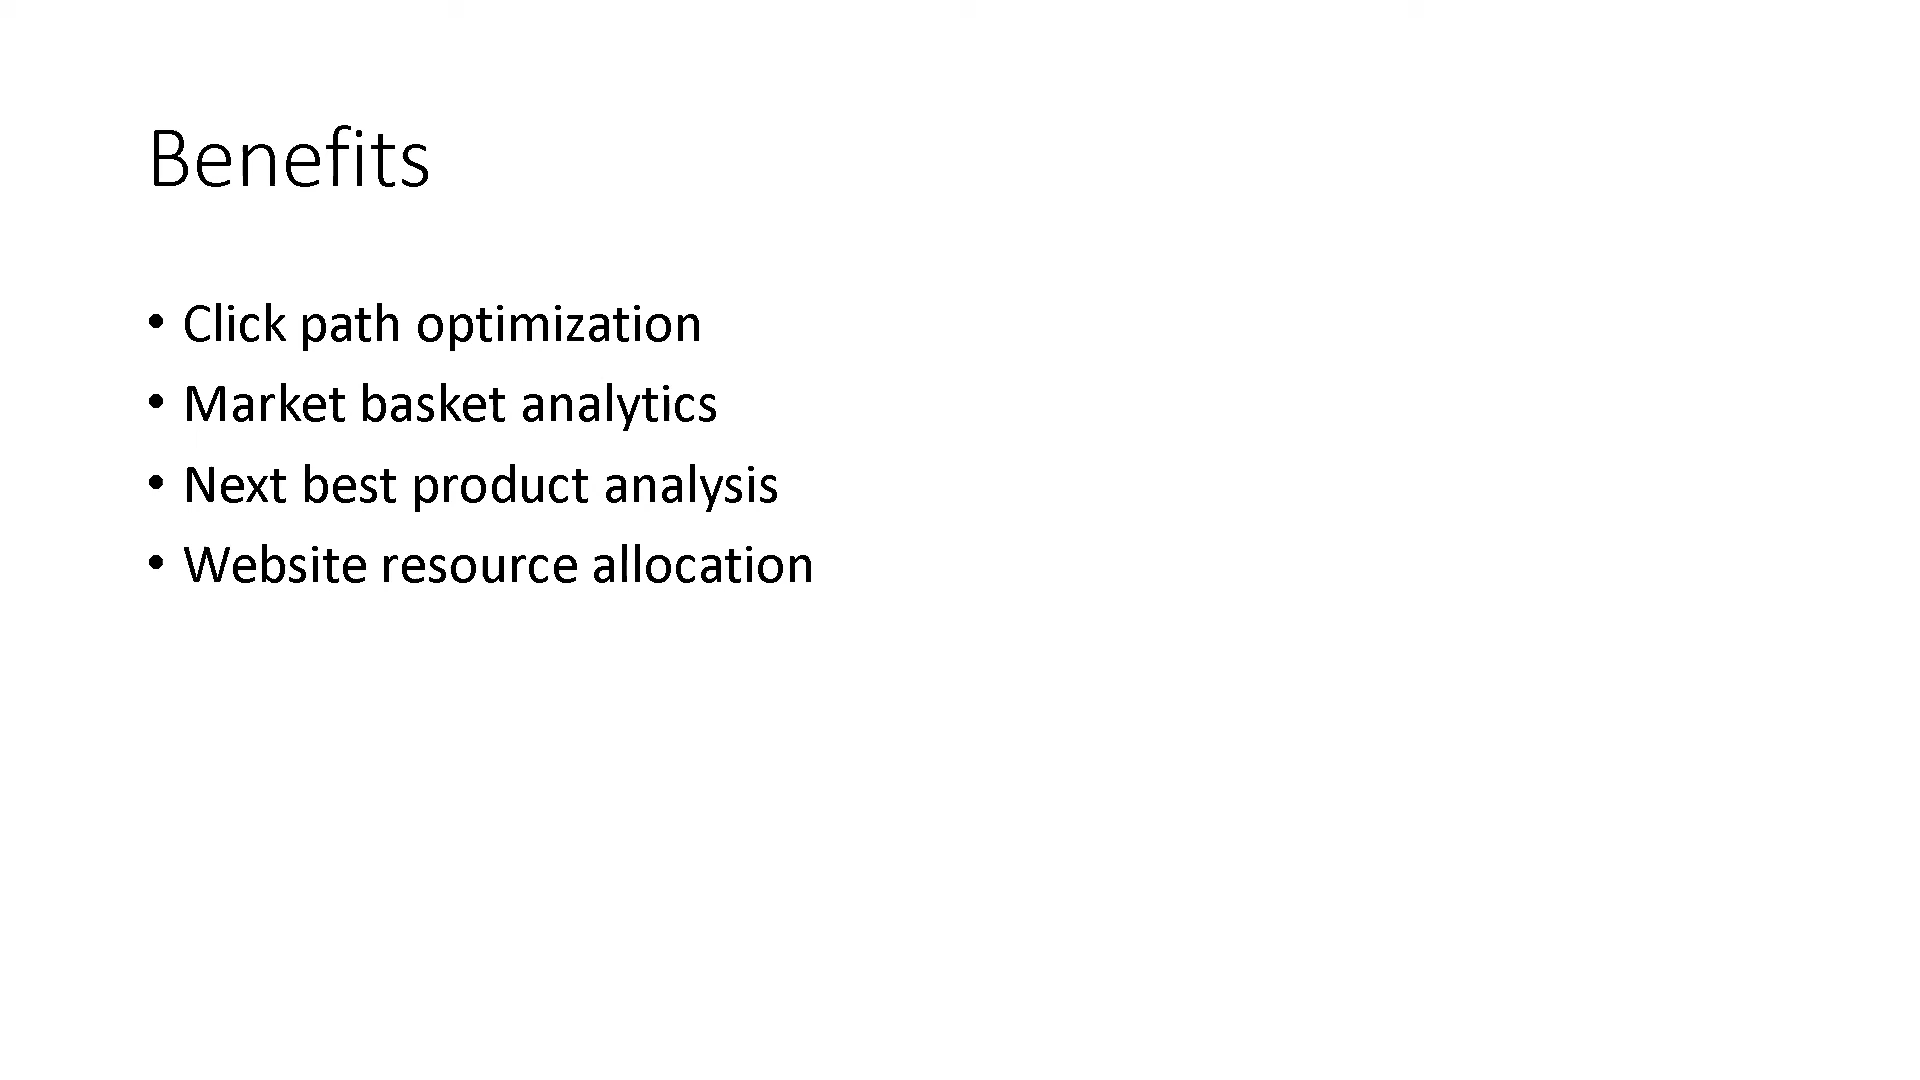 Benefits
• Click path optimization
• Market basket analytics
• Next best product analysis
• Website resource allocation